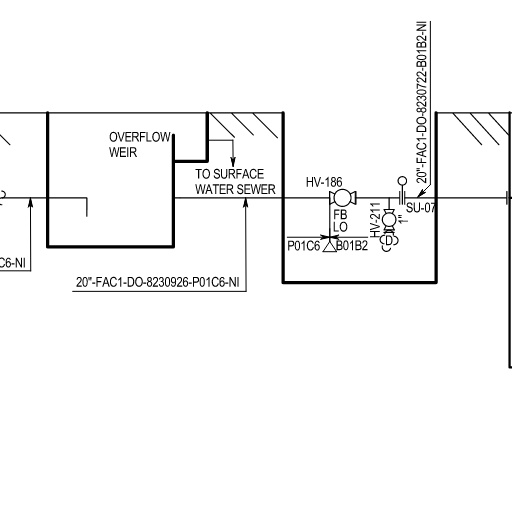 20"-FAC1-DO-8230722-B01B2-NI
OVERFLOW
WEIR
TO SURFACE
WATER SEWER
HV-186
FB
LO
HV-211
1"
SU-07
D
P01C6
B01B2
C6-NI
20"-FAC1-DO-8230926-P01C6-NI